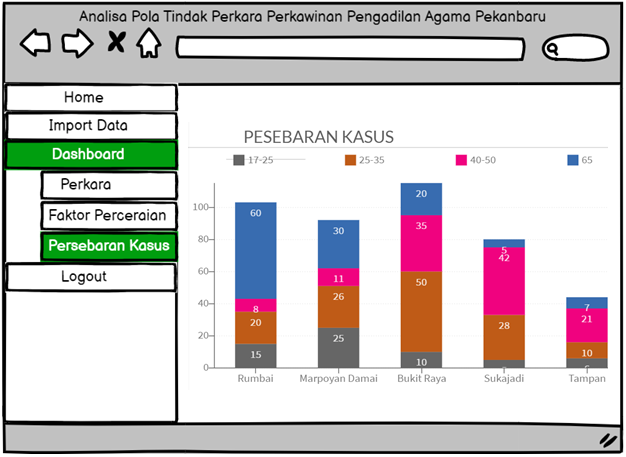 Analisa Pola Tindak Perkara Perkawinan Pengadilan Agama Pekanbaru
Home
Import Data
Dashboard
Perkara
Faktor Perceraian
Persebaran Kasus
Logout
PESEBARAN KASUS
17-25 25-35 40-50 65
100
80
60
40
20
0
60 8 20 15
30 11 26 25
20 35 50 10
5 42 28
7 21 10
Rumbai Marpoyan Damai Bukit Raya Sukajadi Tampan